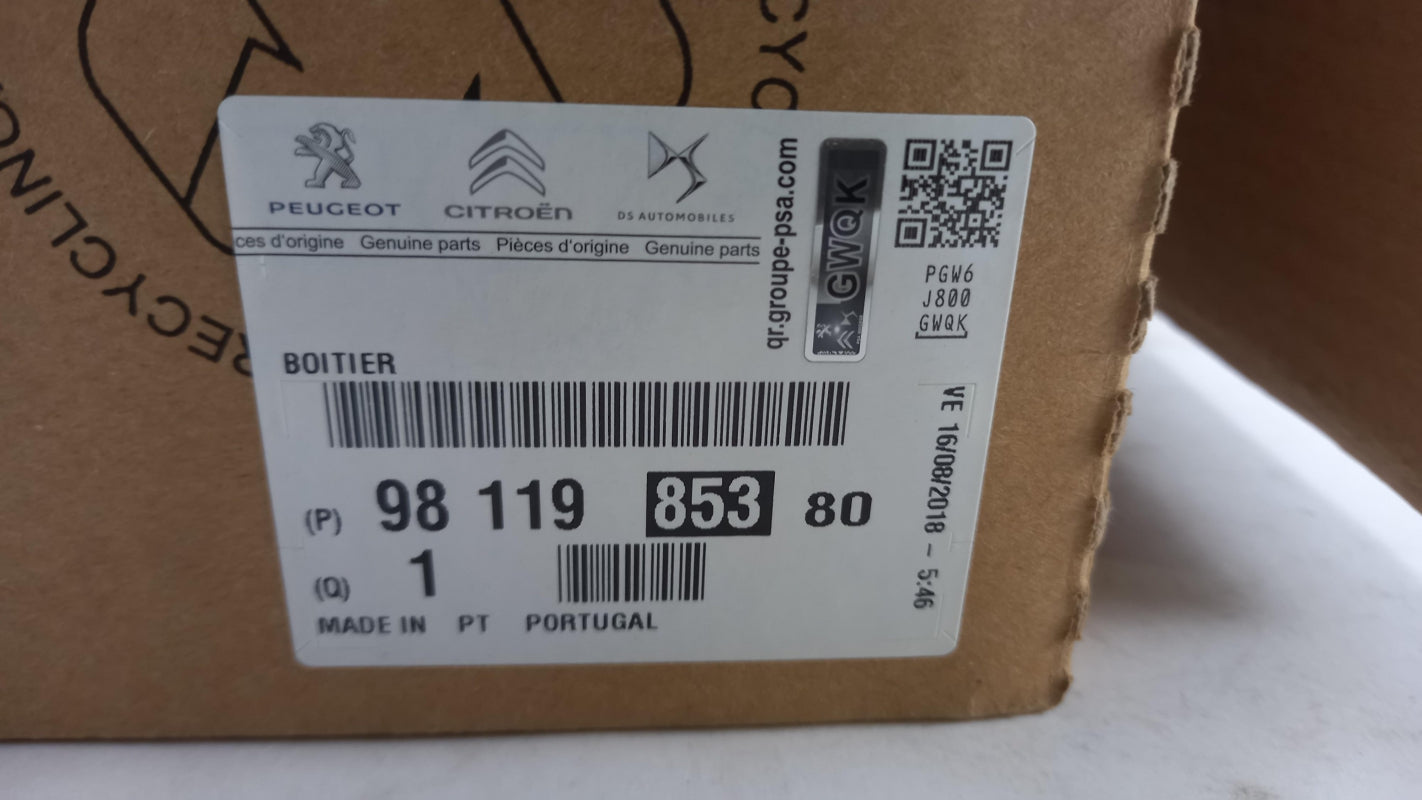 RECYCLING
CYC
PEUGEOT
CITROËN
DS AUTOMOBILES
ces d'origine Genuine parts Pièces d'origine Genuine parts
qr.groupe-psa.com
GWQK
PGW6
J800
GWQK
BOITIER
(P) 98 119 853 80
(Q) 1
MADE IN PT PORTUGAL
VE 16/08/2018 - 5:46